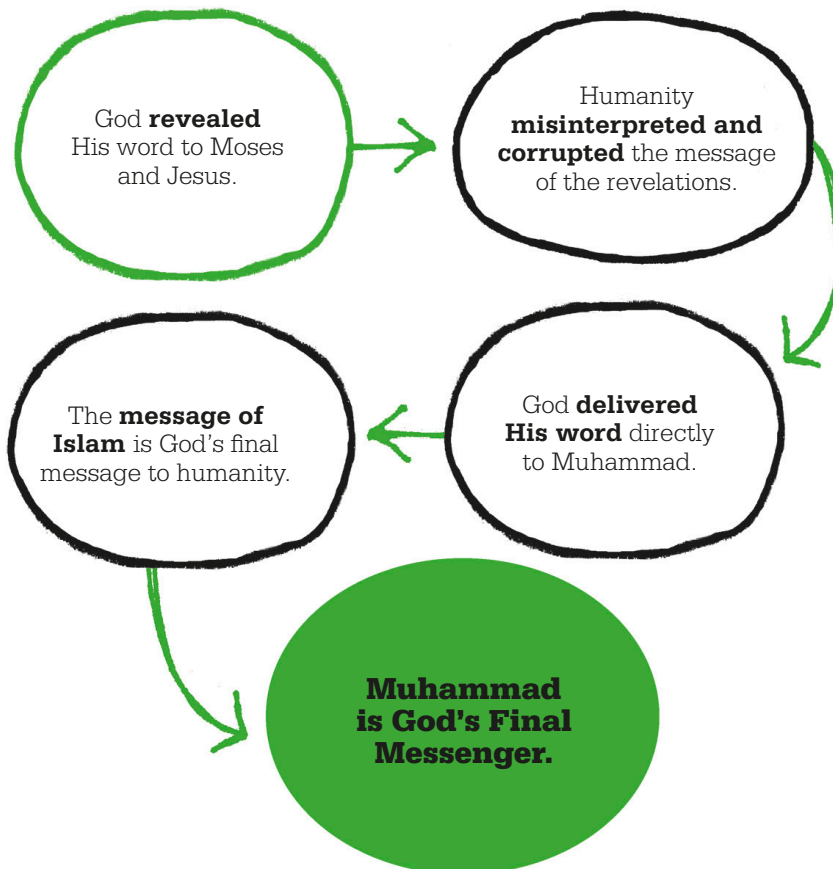 God revealed
His word to Moses
and Jesus.
Humanity
misinterpreted and
corrupted the message
of the revelations.
God delivered
His word directly
to Muhammad.
The message of
Islam is God’s final
message to humanity.
Muhammad
is God’s Final
Messenger.